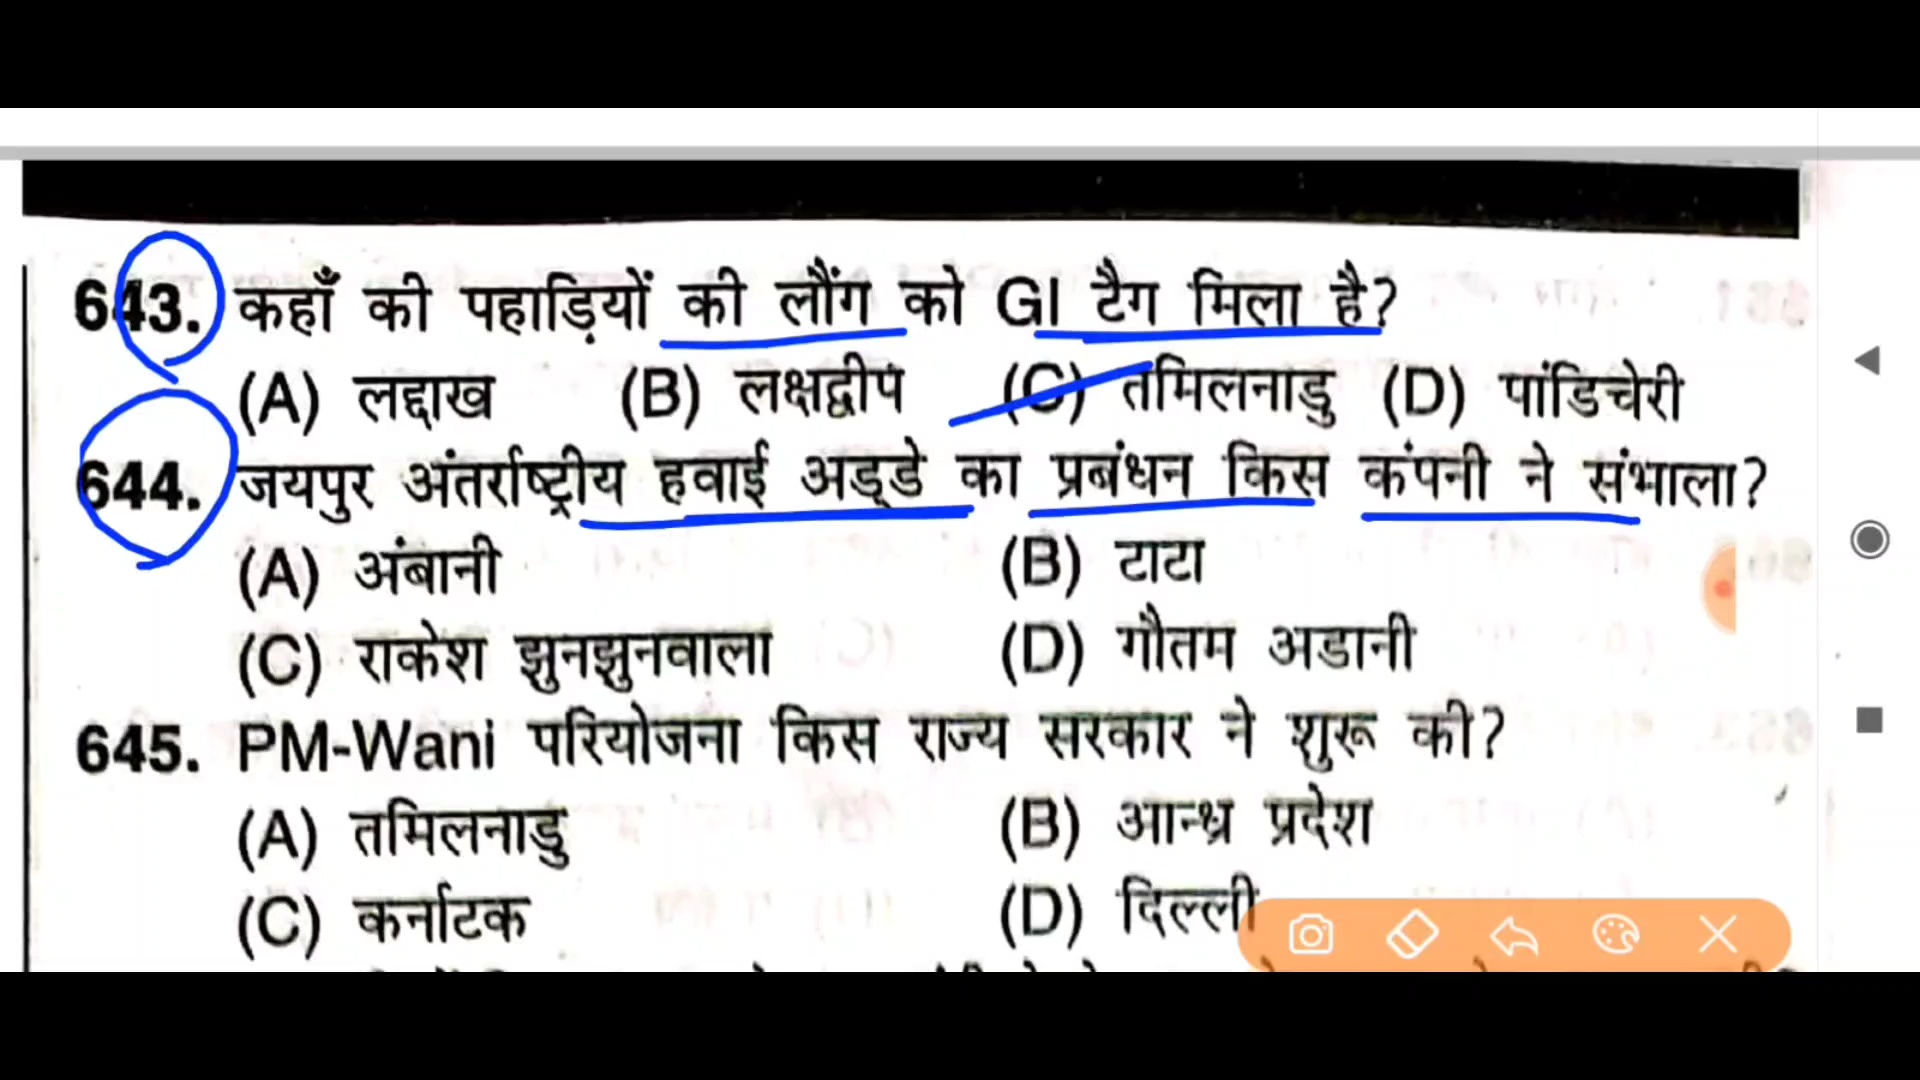 643. कहाँ की पहाड़ियों की लौंग को GI टैग मिला है?
(A) लद्दाख (B) लक्षद्वीप (C) तमिलनाडु (D) पांडिचेरी
644. जयपुर अंतर्राष्ट्रीय हवाई अड्डे का प्रबंधन किस कंपनी ने संभाला?
(A) अंबानी (B) टाटा
(C) राकेश झुनझुनवाला (D) गौतम अडानी
645. PM-Wani परियोजना किस राज्य सरकार ने शुरू की?
(A) तमिलनाडु (B) आन्ध्र प्रदेश
(C) कर्नाटक (D) दिल्ली